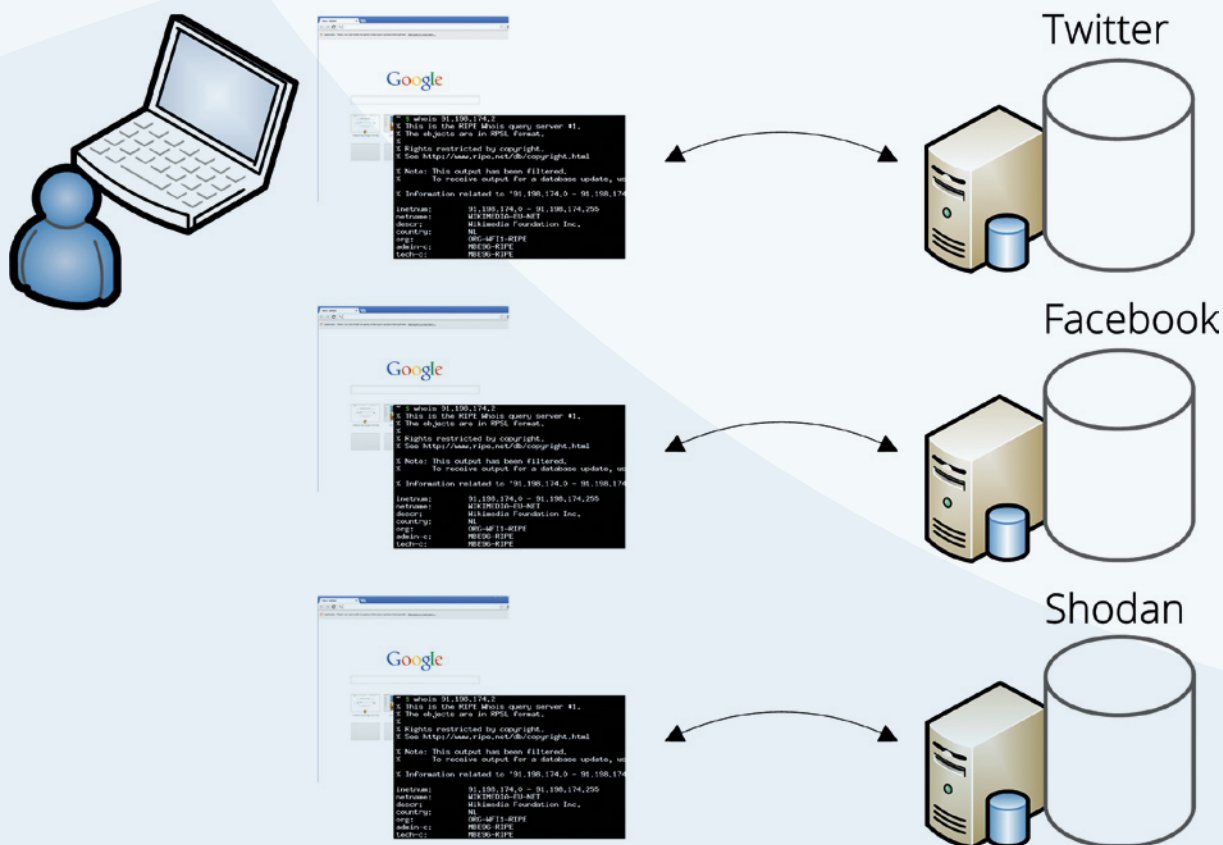 Twitter
Google
~ $ whois 91.198.174.2
% This is the RIPE Whois query server #1.
% The objects are in RPSL format.
%
% Rights restricted by copyright.
% See http://www.ripe.net/db/copyright.html
% Note: This output has been filtered.
% To receive output for a database update, us
% Information related to '91.198.174.0 - 91.198.174
inetnum: 91.198.174.0 - 91.198.174.255
netname: WIKIMEDIA-EU-NET
descr: Wikimedia Foundation Inc.
country: NL
org: ORG-WFI1-RIPE
admin-c: MBE96-RIPE
tech-c: MBE96-RIPE
Facebook
Google
~ $ whois 91.198.174.2
% This is the RIPE Whois query server #1.
% The objects are in RPSL format.
%
% Rights restricted by copyright.
% See http://www.ripe.net/db/copyright.html
% Note: This output has been filtered.
% To receive output for a database update, us
% Information related to '91.198.174.0 - 91.198.174
inetnum: 91.198.174.0 - 91.198.174.255
netname: WIKIMEDIA-EU-NET
descr: Wikimedia Foundation Inc.
country: NL
org: ORG-WFI1-RIPE
admin-c: MBE96-RIPE
tech-c: MBE96-RIPE
Shodan
Google
~ $ whois 91.198.174.2
% This is the RIPE Whois query server #1.
% The objects are in RPSL format.
%
% Rights restricted by copyright.
% See http://www.ripe.net/db/copyright.html
% Note: This output has been filtered.
% To receive output for a database update, us
% Information related to '91.198.174.0 - 91.198.174
inetnum: 91.198.174.0 - 91.198.174.255
netname: WIKIMEDIA-EU-NET
descr: Wikimedia Foundation Inc.
country: NL
org: ORG-WFI1-RIPE
admin-c: MBE96-RIPE
tech-c: MBE96-RIPE